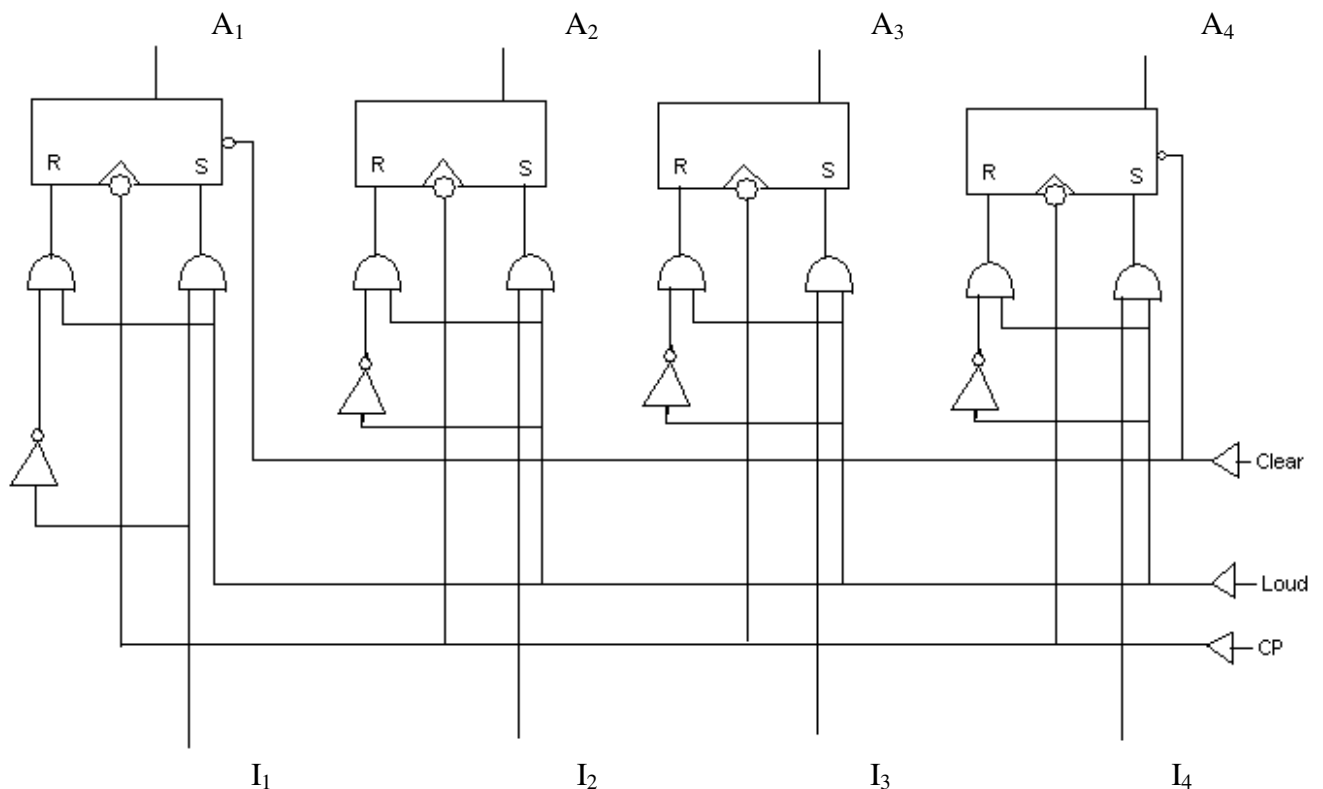 A₁ A₂ A₃ A₄
R S R S R S R S
Clear
Loud
CP
I₁ I₂ I₃ I₄